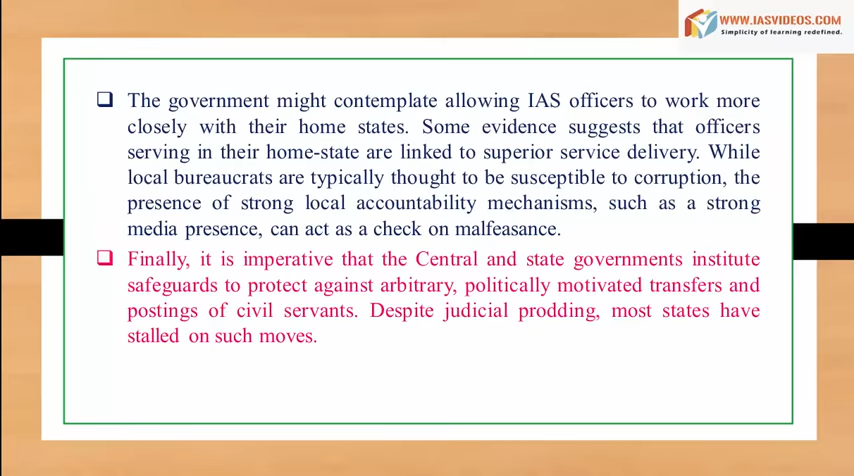 WWW.IASVIDEOS.COM
Simplicity of learning redefined.
The government might contemplate allowing IAS officers to work more
closely with their home states. Some evidence suggests that officers
serving in their home-state are linked to superior service delivery. While
local bureaucrats are typically thought to be susceptible to corruption, the
presence of strong local accountability mechanisms, such as a strong
media presence, can act as a check on malfeasance.
Finally, it is imperative that the Central and state governments institute
safeguards to protect against arbitrary, politically motivated transfers and
postings of civil servants. Despite judicial prodding, most states have
stalled on such moves.